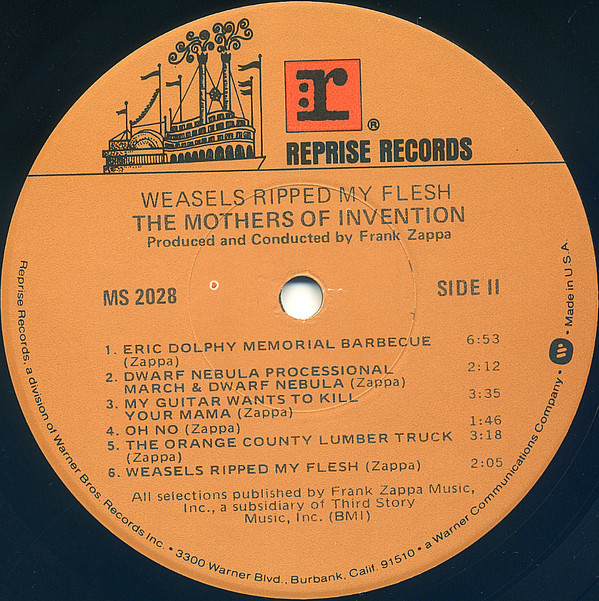 r
®
REPRISE RECORDS
WEASELS RIPPED MY FLESH
THE MOTHERS OF INVENTION
Produced and Conducted by Frank Zappa
MS 2028
SIDE II
1. ERIC DOLPHY MEMORIAL BARBECUE 6:53
(Zappa)
2. DWARF NEBULA PROCESSIONAL 2:12
MARCH & DWARF NEBULA (Zappa)
3. MY GUITAR WANTS TO KILL 3:35
YOUR MAMA (Zappa)
4. OH NO (Zappa) 1:46
5. THE ORANGE COUNTY LUMBER TRUCK 3:18
(Zappa)
6. WEASELS RIPPED MY FLESH (Zappa) 2:05
All selections published by Frank Zappa Music,
Inc., a subsidiary of Third Story
Music, Inc. (BMI)
Reprise Records, a division of Warner Bros. Records Inc. • 3300 Warner Blvd., Burbank, Calif. 91510 • a Warner Communications Company • W • Made in U.S.A.